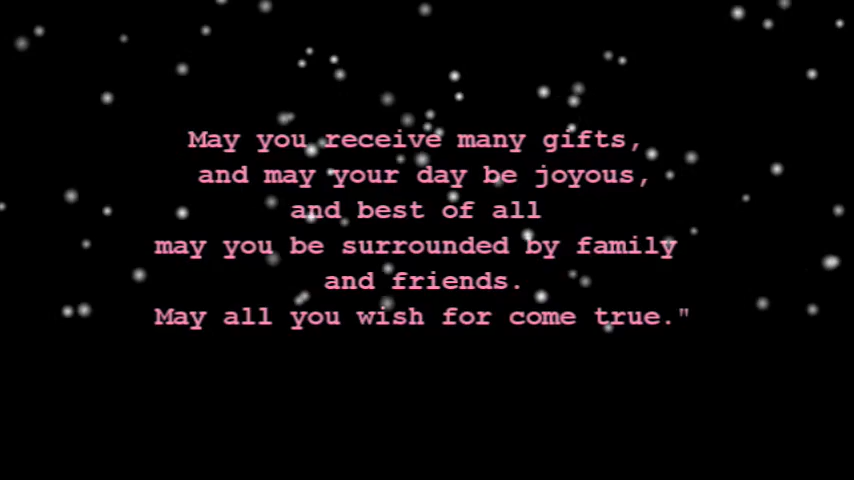 May you receive many gifts,
and may your day be joyous,
and best of all
may you be surrounded by family
and friends.
May all you wish for come true."